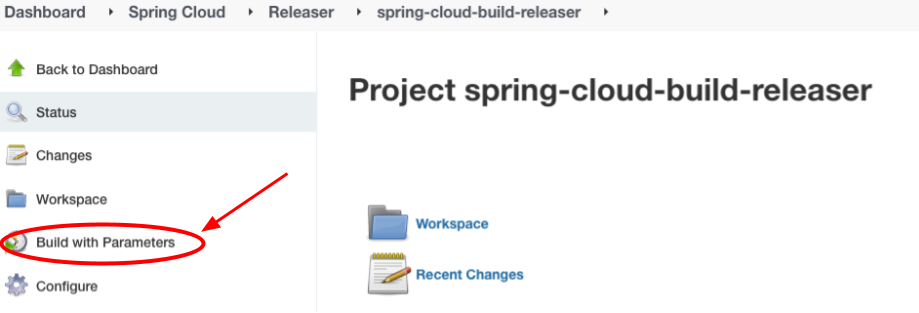 Dashboard Spring Cloud Releaser spring-cloud-build-releaser
Back to Dashboard
Project spring-cloud-build-releaser
Status
Changes
Workspace
Workspace
Build with Parameters
Recent Changes
Configure